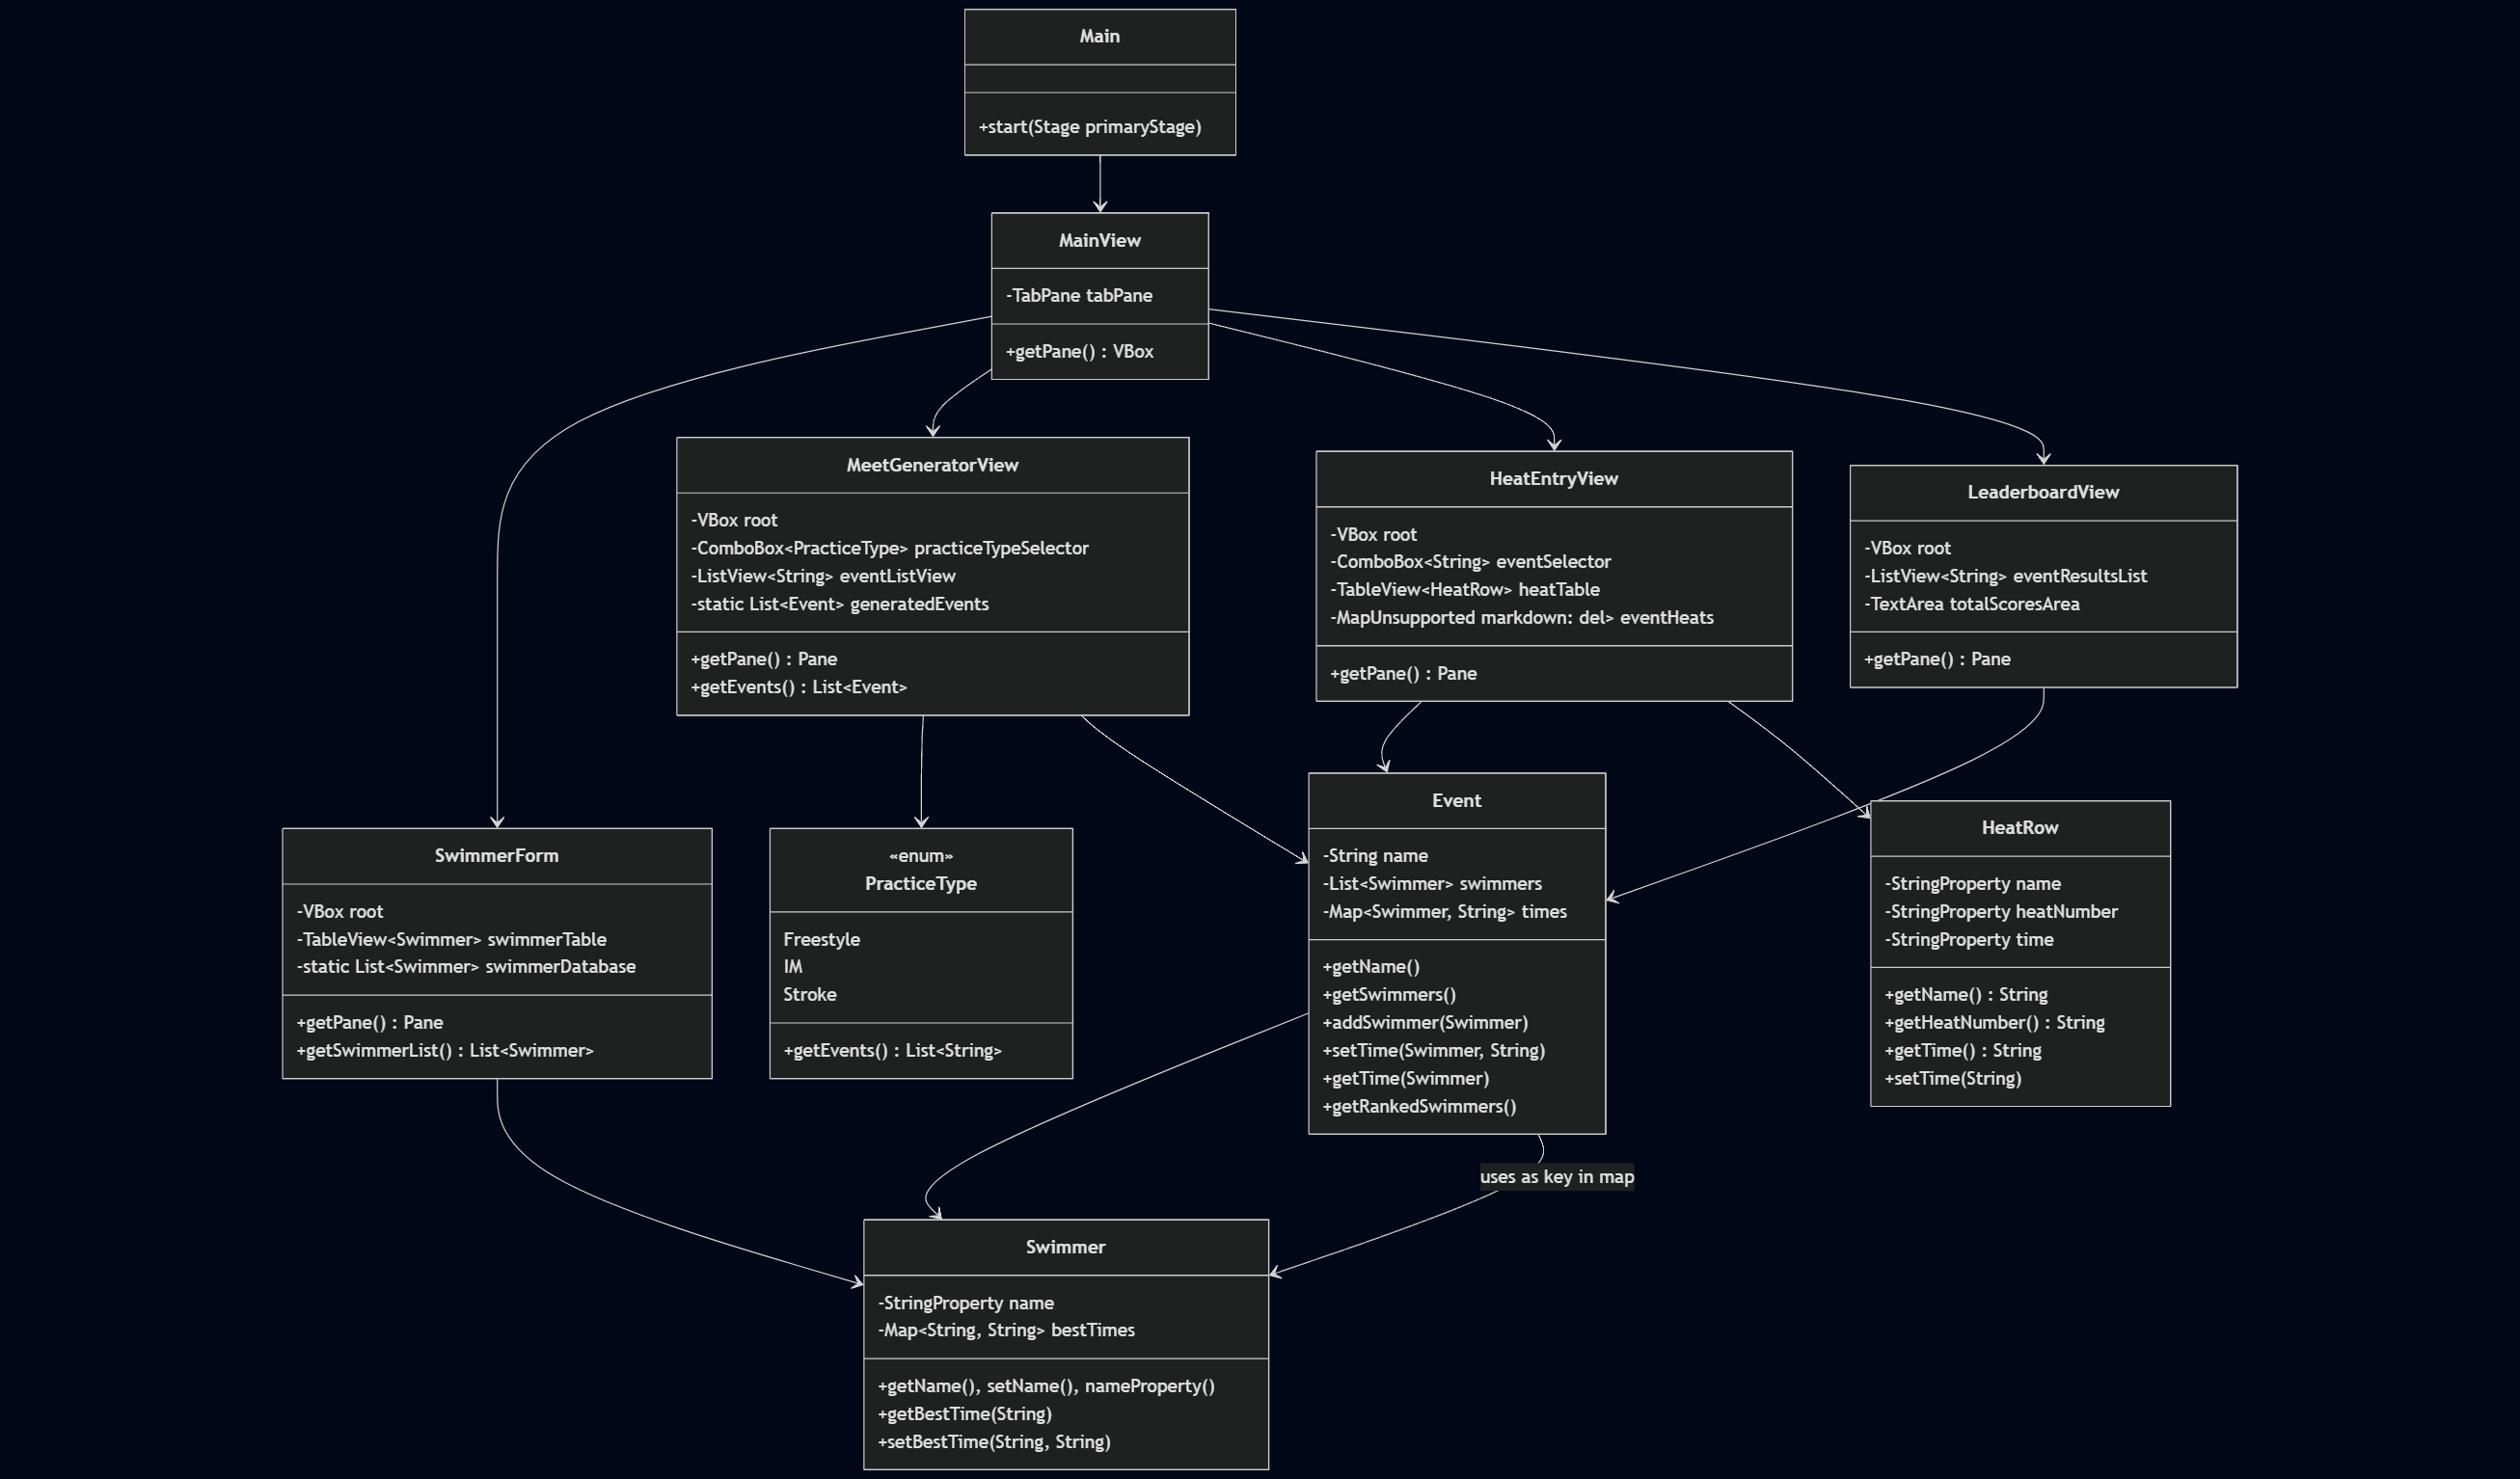 Main
+start(Stage primaryStage)
MainView
-TabPane tabPane
+getPane() : VBox
MeetGeneratorView
-VBox root
-ComboBox<PracticeType> practiceTypeSelector
-ListView<String> eventListView
-static List<Event> generatedEvents
+getPane() : Pane
+getEvents() : List<Event>
HeatEntryView
-VBox root
-ComboBox<String> eventSelector
-TableView<HeatRow> heatTable
-MapUnsupported markdown: del> eventHeats
+getPane() : Pane
LeaderboardView
-VBox root
-ListView<String> eventResultsList
-TextArea totalScoresArea
+getPane() : Pane
SwimmerForm
-VBox root
-TableView<Swimmer> swimmerTable
-static List<Swimmer> swimmerDatabase
+getPane() : Pane
+getSwimmerList() : List<Swimmer>
«enum»
PracticeType
Freestyle
IM
Stroke
+getEvents() : List<String>
Event
-String name
-List<Swimmer> swimmers
-Map<Swimmer, String> times
+getName()
+getSwimmers()
+addSwimmer(Swimmer)
+setTime(Swimmer, String)
+getTime(Swimmer)
+getRankedSwimmers()
HeatRow
-StringProperty name
-StringProperty heatNumber
-StringProperty time
+getName() : String
+getHeatNumber() : String
+getTime() : String
+setTime(String)
uses as key in map
Swimmer
-StringProperty name
-Map<String, String> bestTimes
+getName(), setName(), nameProperty()
+getBestTime(String)
+setBestTime(String, String)